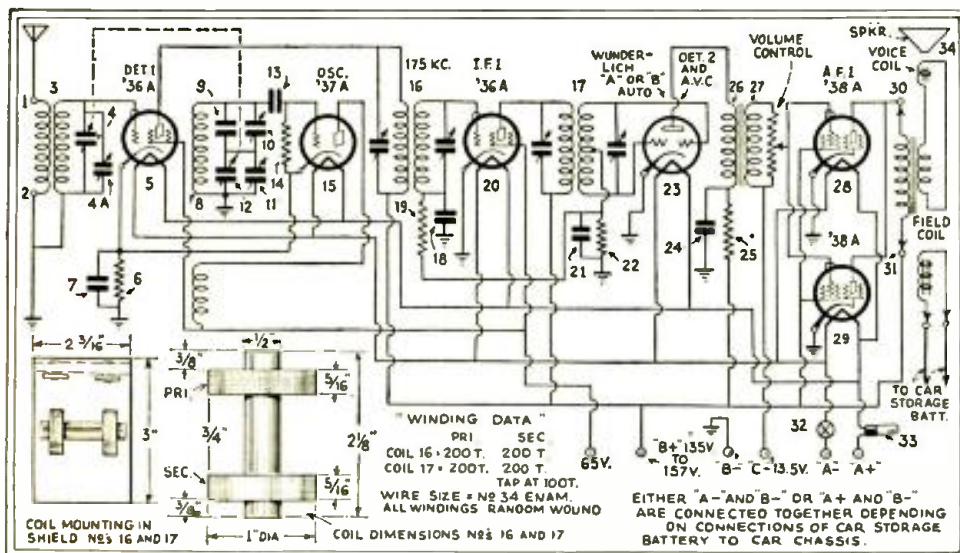 SPKR.
34
VOLUME
CONTROL
VOICE
COIL
DET 1
'36 A
OSC.
'37 A
175 KC.
I.F.1
'36 A
WUNDER-
LICH
"A" OR "B"
AUTO
DET. 2
AND
A.V.C
A F.1
'38 A
3
4
9
13
16
17
26
27
30
1
2
4 A
5
8
10
11
12
14
15
19
18
20
21
22
23
24
25
28
FIELD
COIL
'38 A
31
29
7
6
2 3/16"
3"
COIL MOUNTING IN
SHIELD NO.'S 16 AND 17
1/2"
3/8"
PRI
5/16"
3/4"
2 1/8"
SEC.
5/16"
3/8"
1" DIA
COIL DIMENSIONS NO.'S 16 AND 17
"WINDING DATA"
PRI SEC
COIL 16 = 200 T. 200 T
COIL 17 = 200T. 200 T.
TAP AT 100T.
WIRE SIZE = NO 34 ENAM.
ALL WINDINGS RANDOM WOUND
65V.
"B+" 135V
TO
157V.
"B-"
"C-" 13.5V.
"A-"
"A+"
32
33
TO CAR
STORAGE
BATT.
EITHER "A-" AND "B-" OR "A+ AND "B-"
ARE CONNECTED TOGETHER DEPENDING
ON CONNECTIONS OF CAR STORAGE
BATTERY TO CAR CHASSIS.